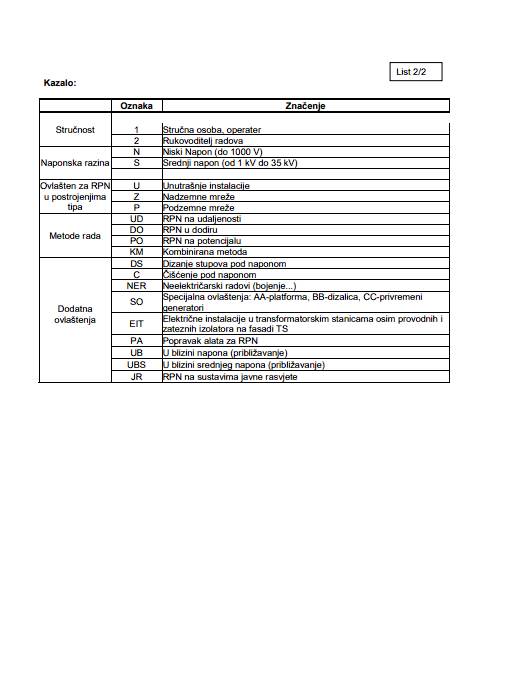 List 2/2
Kazalo:
Oznaka Značenje
Stručnost
1 Stručna osoba, operater
2 Rukovoditelj radova
Naponska razina
N Niski Napon (do 1000 V)
S Srednji napon (od 1 kV do 35 kV)
Ovlašten za RPN
u postrojenjima
tipa
U Unutrašnje instalacije
Z Nadzemne mreže
P Podzemne mreže
Metode rada
UD RPN na udaljenosti
DO RPN u dodiru
PO RPN na potencijalu
KM Kombinirana metoda
Dodatna
ovlaštenja
DS Dizanje stupova pod naponom
C Čišćenje pod naponom
NER Neelektričarski radovi (bojenje...)
SO Specijalna ovlaštenja: AA-platforma, BB-dizalica, CC-privremeni
generatori
EIT Električne instalacije u transformatorskim stanicama osim provodnih i
zateznih izolatora na fasadi TS
PA Popravak alata za RPN
UB U blizini napona (približavanje)
UBS U blizini srednjeg napona (približavanje)
JR RPN na sustavima javne rasvjete